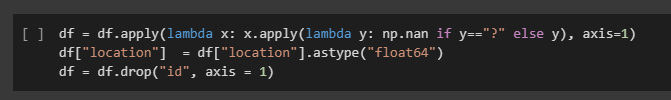 [ ] df = df.apply(lambda x: x.apply(lambda y: np.nan if y=="?" else y), axis=1)
df["location"]  = df["location"].astype("float64")
df = df.drop("id", axis = 1)